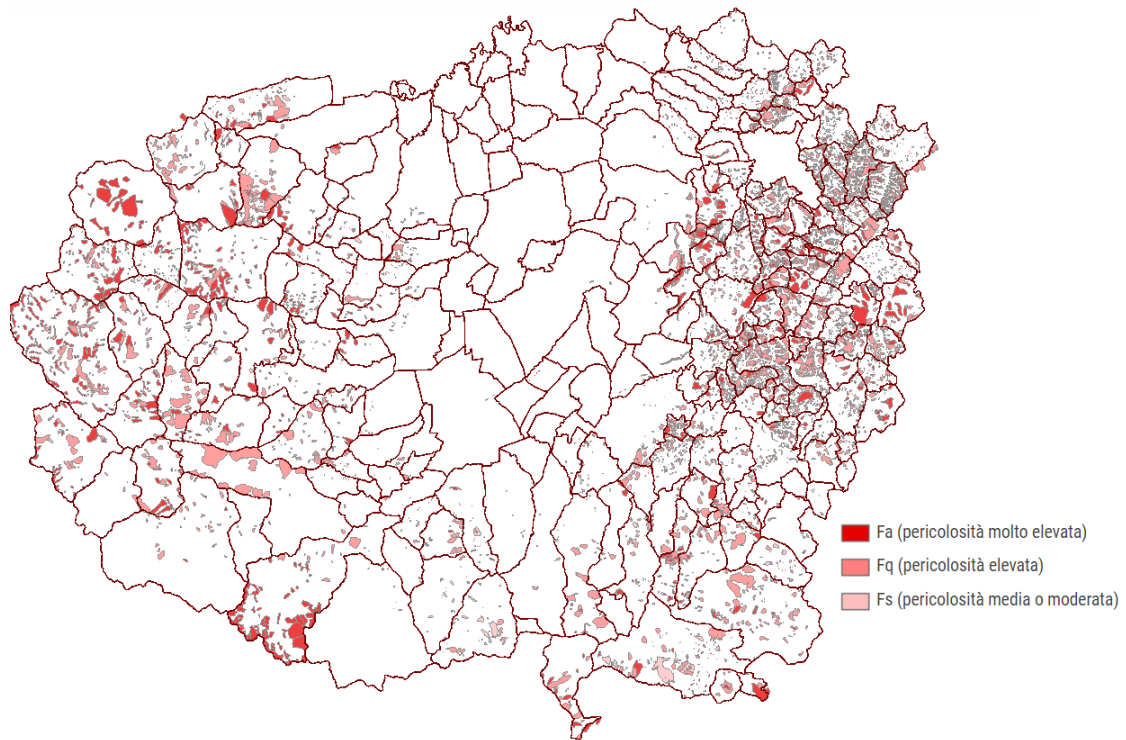 Fa (pericolosità molto elevata)
Fq (pericolosità elevata)
Fs (pericolosità media o moderata)